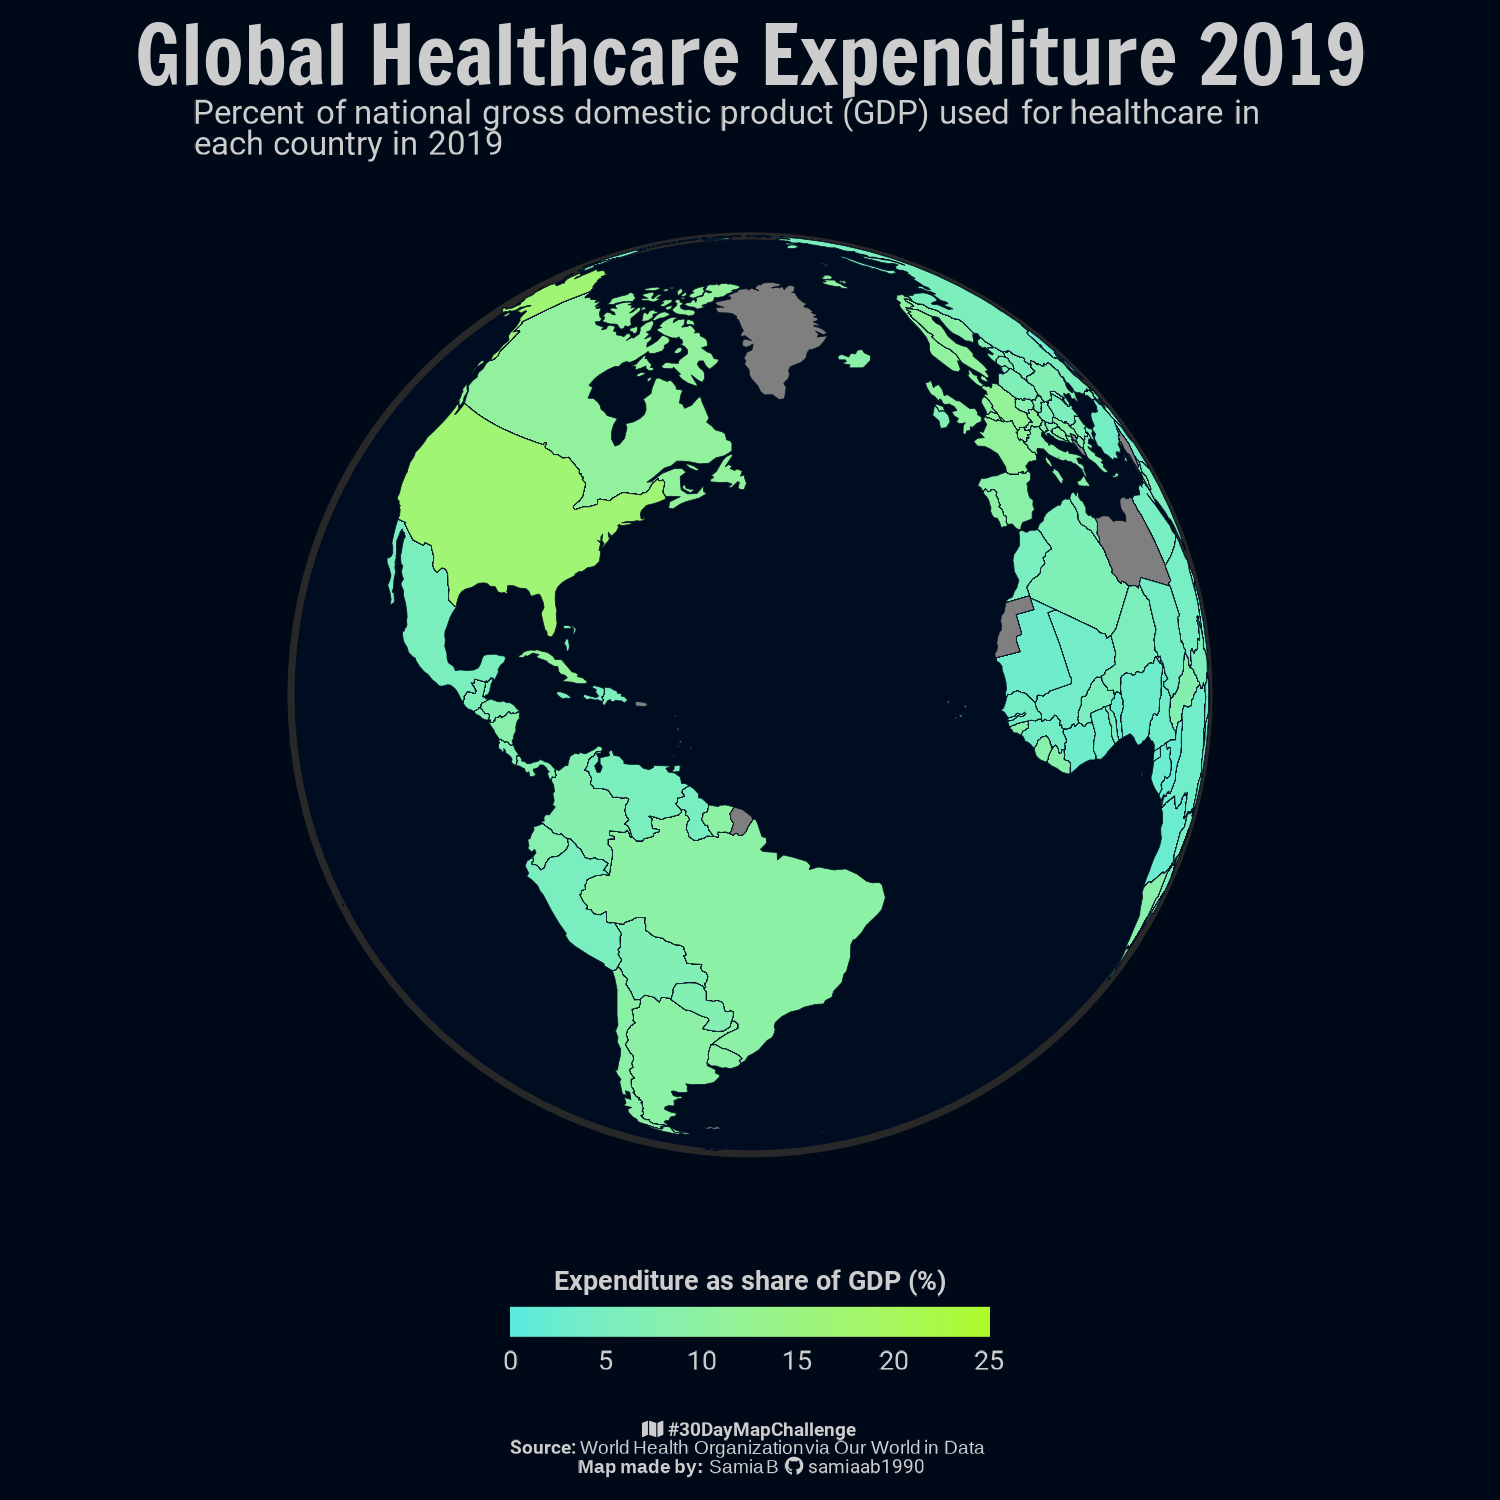 Global Healthcare Expenditure 2019
Percent of national gross domestic product (GDP) used for healthcare in
each country in 2019
Expenditure as share of GDP (%)
0 5 10 15 20 25
#30DayMapChallenge
Source: World Health Organization via Our World in Data
Map made by: Samia B samiaab1990